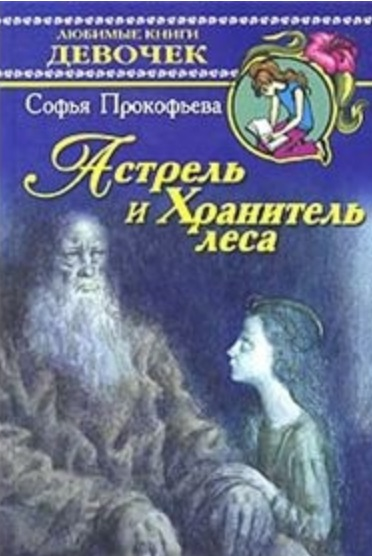 ЛЮБИМЫЕ КНИГИ
ДЕВОЧЕК
Софья Прокофьева
Астрель
и Хранитель
леса